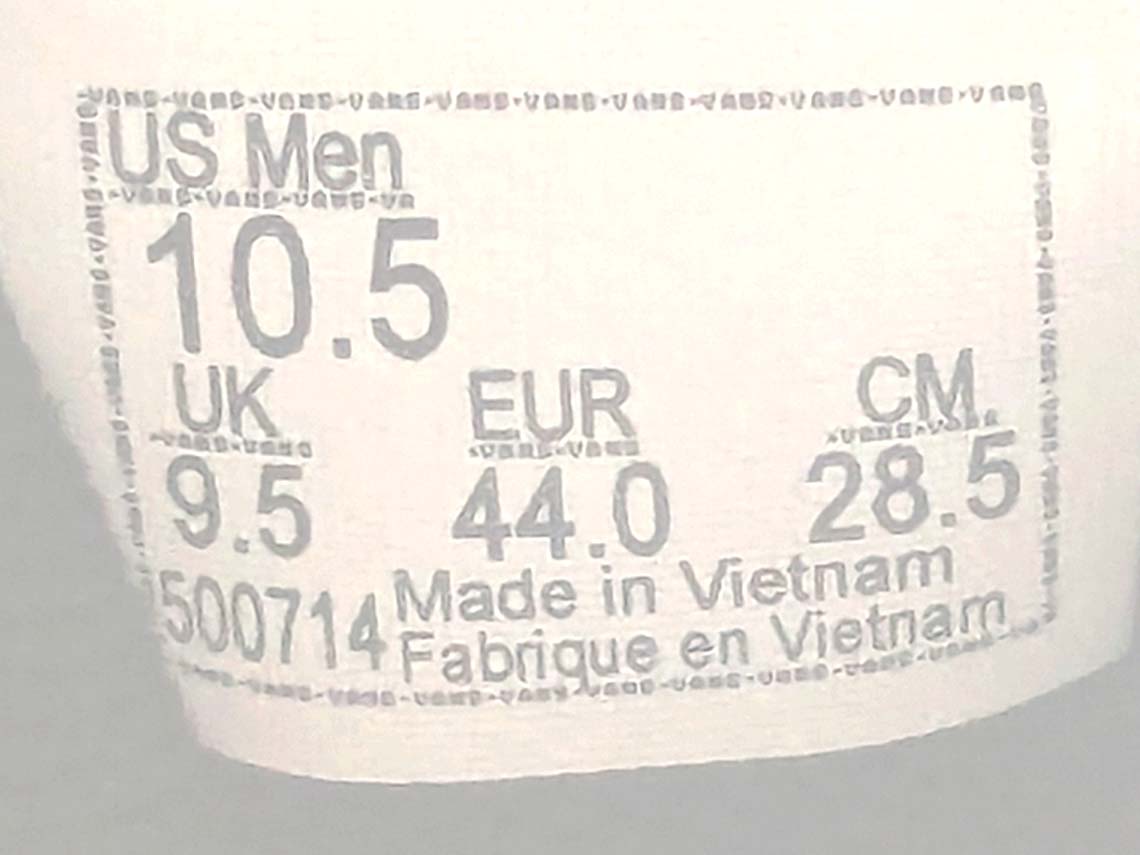 US Men
10.5
UK EUR CM
9.5 44.0 28.5
500714 Made in Vietnam
Fabrique en Vietnam